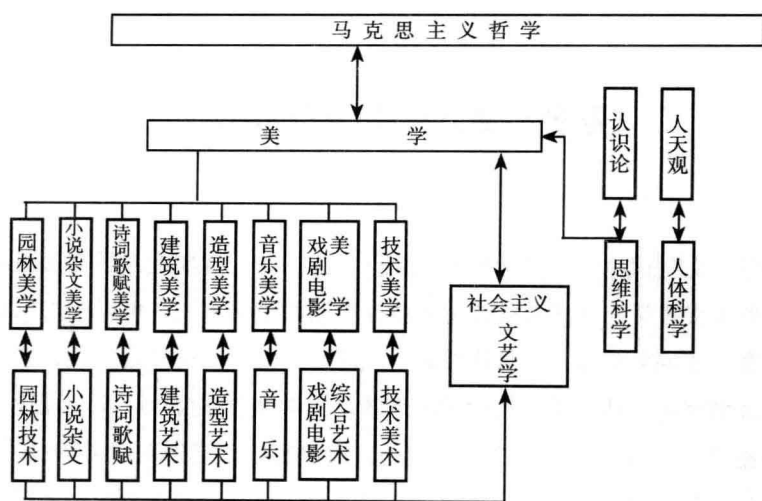 马克思主义哲学
美学
认识论
人天观
园林美学
小说杂文美学
诗词歌赋美学
建筑美学
造型美学
音乐美学
戏剧电影
美学
技术美学
社会主义
文艺学
思维科学
人体科学
园林技术
小说杂文
诗词歌赋
建筑艺术
造型艺术
音乐
戏剧电影
综合艺术
技术美术